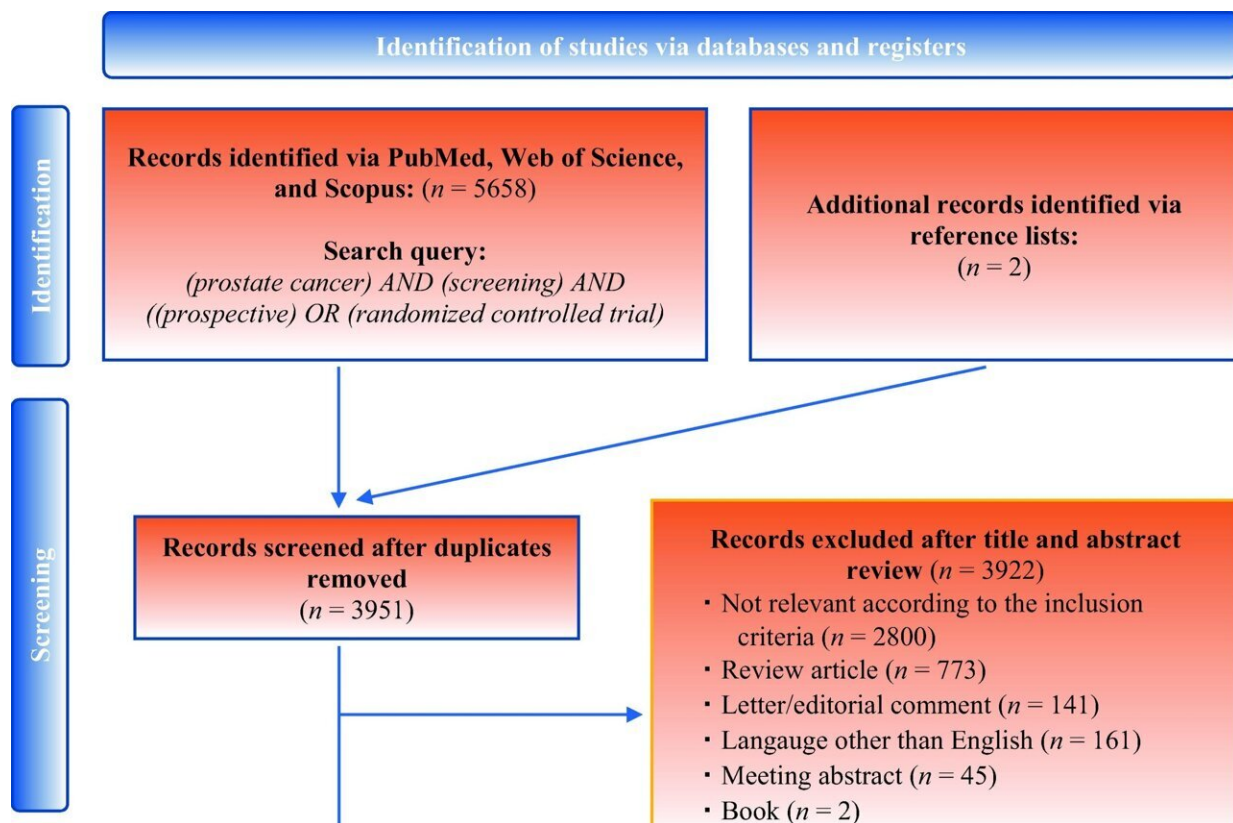 Identification of studies via databases and registers
Identification
Records identified via PubMed, Web of Science,
and Scopus: (n = 5658)
Search query:
(prostate cancer) AND (screening) AND
((prospective) OR (randomized controlled trial)
Additional records identified via
reference lists:
(n = 2)
Screening
Records screened after duplicates
removed
(n = 3951)
Records excluded after title and abstract
review (n = 3922)
· Not relevant according to the inclusion
criteria (n = 2800)
· Review article (n = 773)
· Letter/editorial comment (n = 141)
· Langauge other than English (n = 161)
· Meeting abstract (n = 45)
· Book (n = 2)